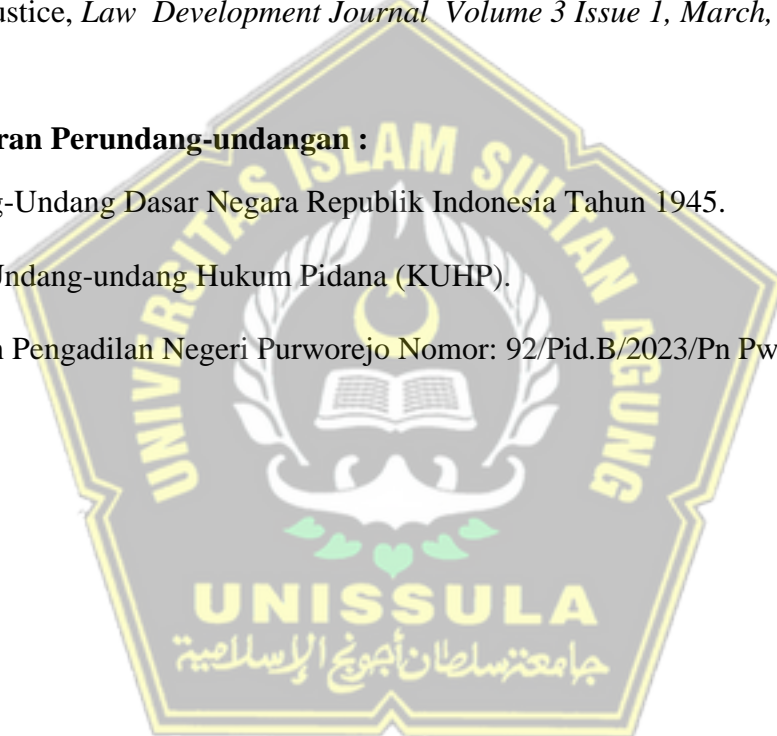 ustice, Law Development Journal Volume 3 Issue 1, March,
ran Perundang-undangan :
g-Undang Dasar Negara Republik Indonesia Tahun 1945.
Undang-undang Hukum Pidana (KUHP).
n Pengadilan Negeri Purworejo Nomor: 92/Pid.B/2023/Pn Pw
UNIVERSITAS ISLAM SULTAN AGUNG
UNISSULA
جامعتنسلطان أجونج الإسلامية